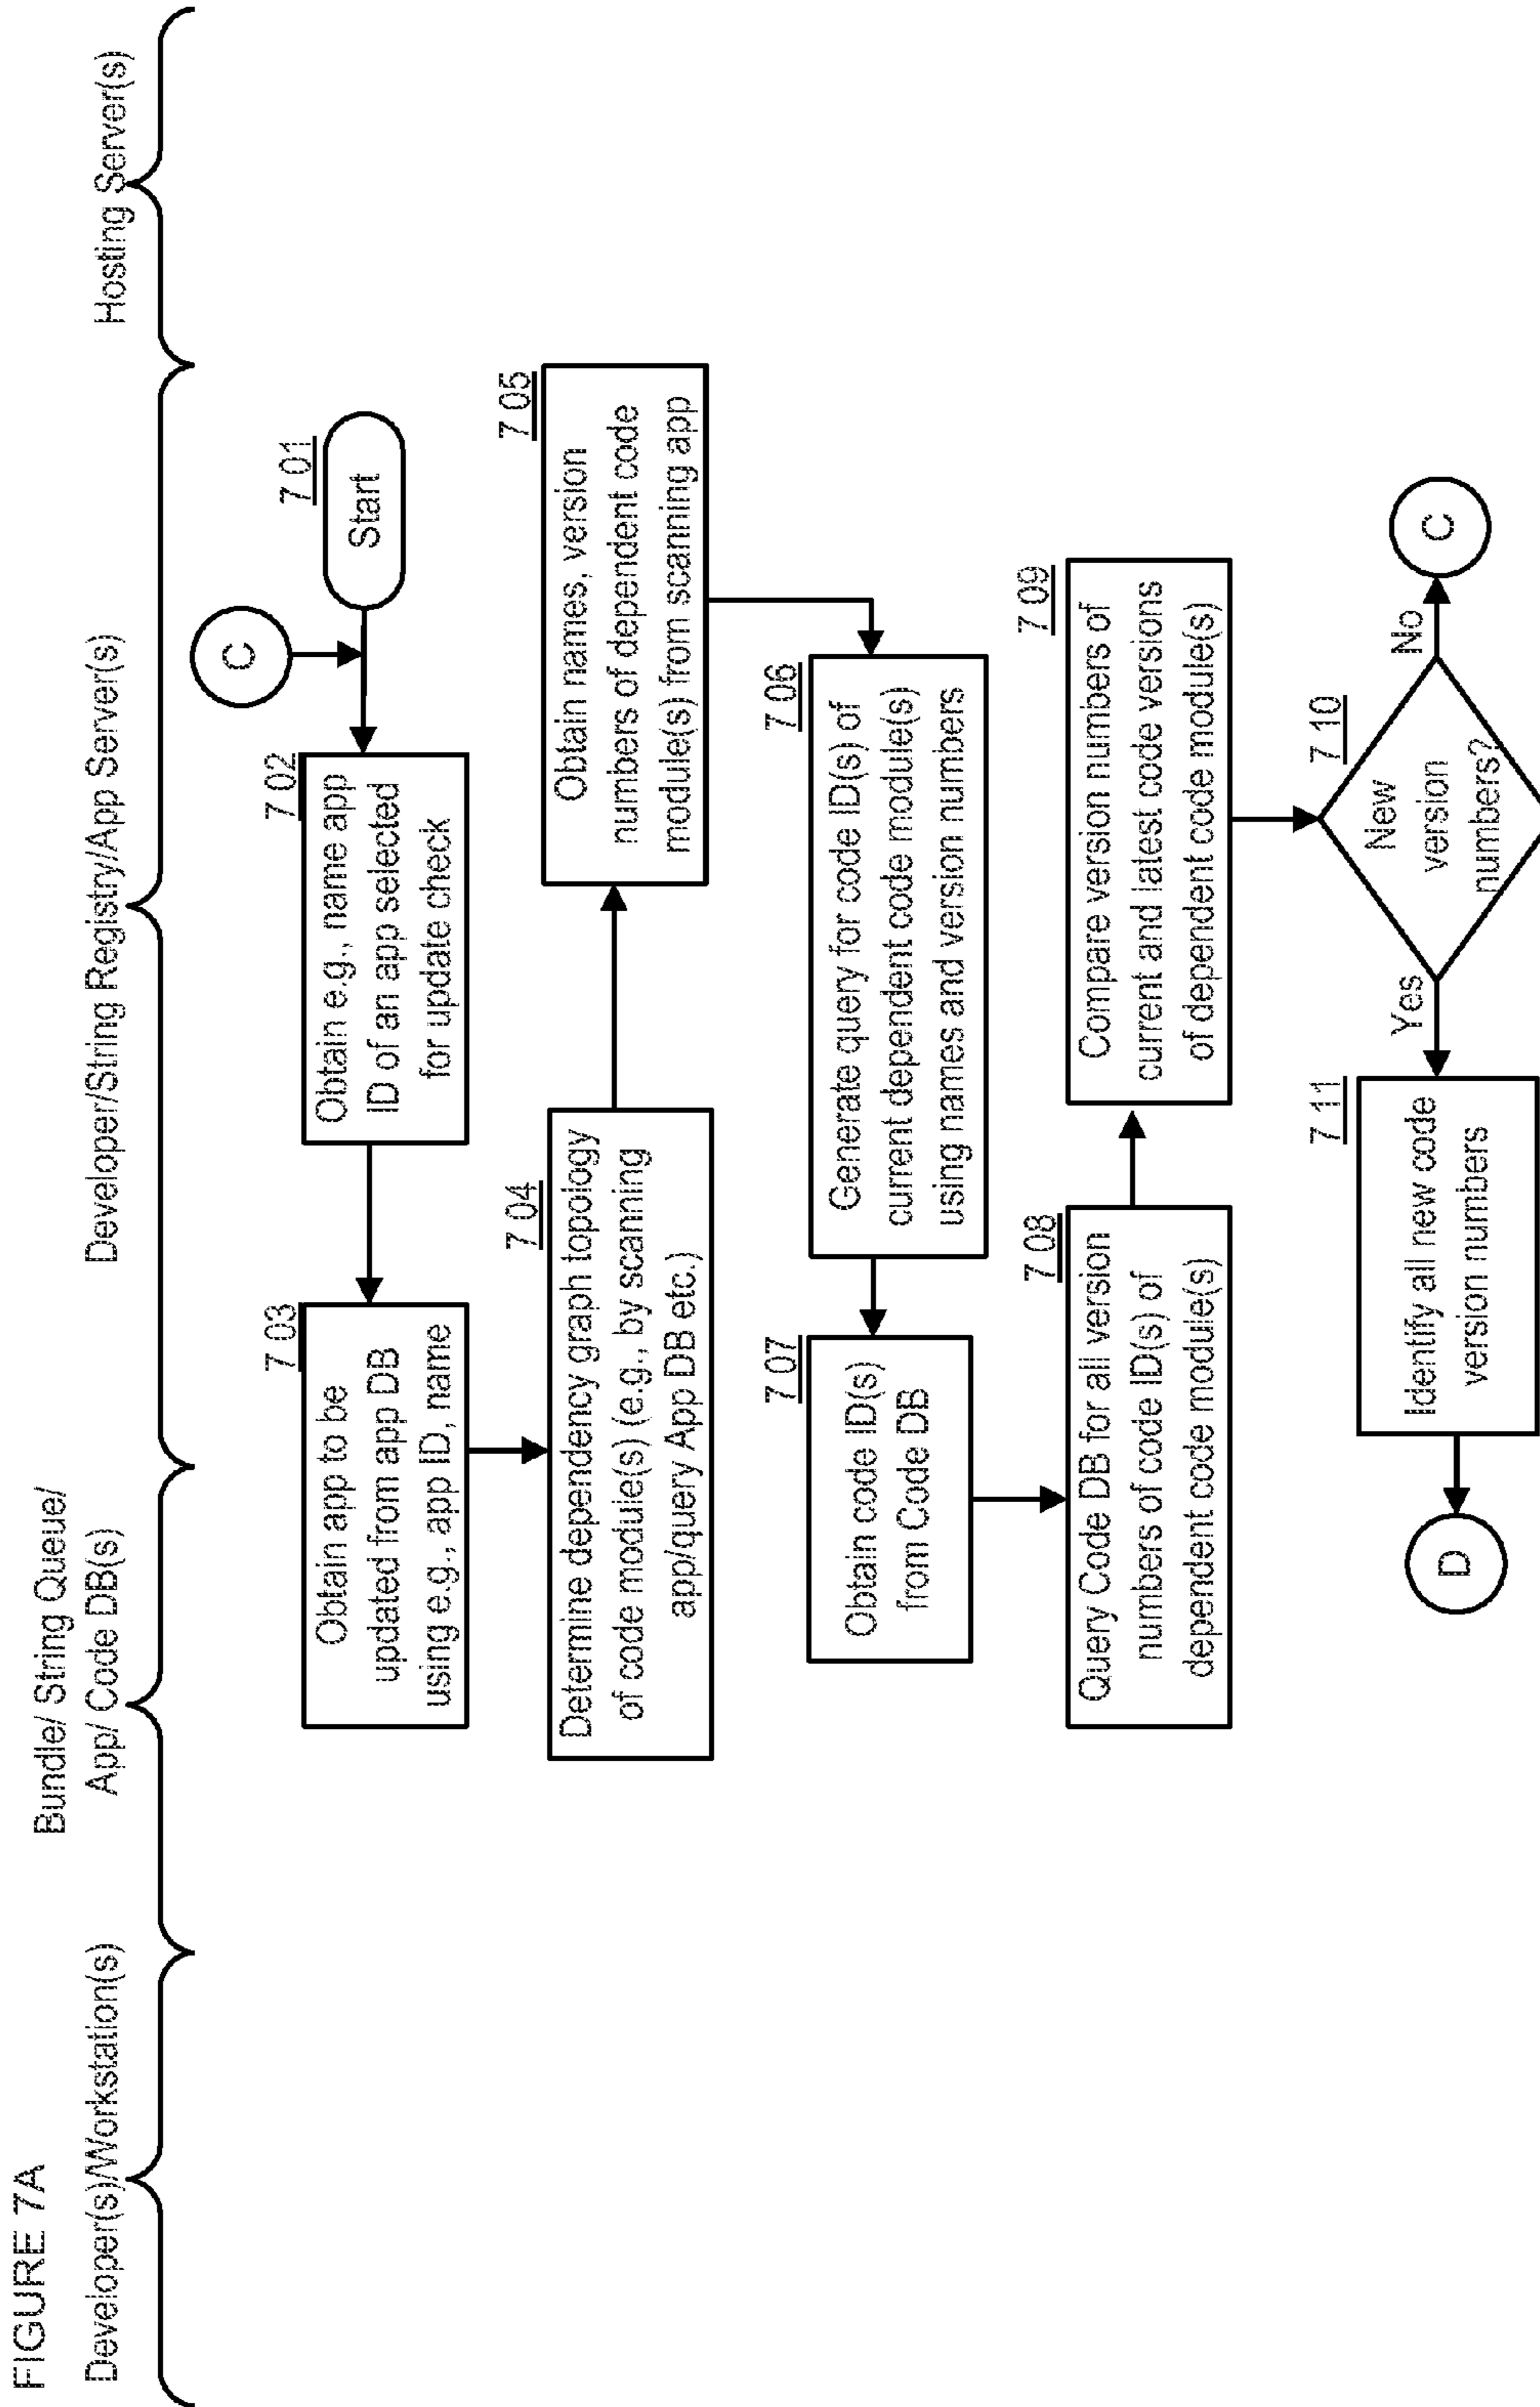 FIGURE 7A
Developer(s)/Workstation(s)
Bundle/ String Queue/
App/ Code DB(s)
Developer/String Registry/App Server(s)
Hosting Server(s)
C
7 01
Start
7 02
Obtain e.g., name app
ID of an app selected
for update check
7 03
Obtain app to be
updated from app DB
using e.g., app ID, name
7 04
Determine dependency graph topology
of code module(s) (e.g., by scanning
app/query App DB etc.)
7 05
Obtain names, version
numbers of dependent code
module(s) from scanning app
7 06
Generate query for code ID(s) of
current dependent code module(s)
using names and version numbers
7 07
Obtain code ID(s)
from Code DB
7 08
Query Code DB for all version
numbers of code ID(s) of
dependent code module(s)
7 09
Compare version numbers of
current and latest code versions
of dependent code module(s)
7 10
New
version
numbers?
No
C
Yes
7 11
Identify all new code
version numbers
D